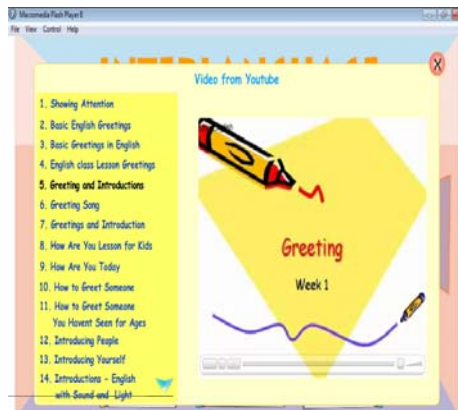 Macromedia Flash Player 8
File View Control Help
INTERLANGUAGE
X
Video from Youtube
1. Showing Attention
2. Basic English Greetings
3. Basic Greetings in English
4. English class Lesson Greetings
5. Greeting and Introductions
6. Greeting Song
7. Greetings and Introduction
8. How Are You Lesson for Kids
9. How Are You Today
10. How to Greet Someone
11. How to Greet Someone
You Havent Seen for Ages
12. Introducing People
13. Introducing Yourself
14. Introductions - English
with Sound and Light
Greeting
Week 1